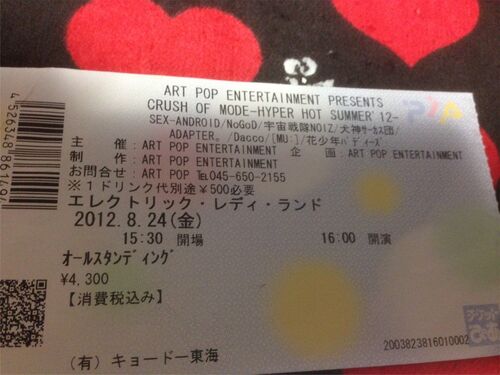 ART POP ENTERTAINMENT PRESENTS
CRUSH OF MODE-HYPER HOT SUMMER'12-
SEX-ANDROID/NoGoD/宇宙戦隊NOIZ/犬神サーカス団/
ADAPTER。/Dacco/[MU:]/花少年バディーズ
主　催：ART POP ENTERTAINMENT　企　画：ART POP ENTERTAINMENT
制　作：ART POP ENTERTAINMENT
お問合せ：ART POP ℡045-650-2155
※1ドリンク代別途￥500必要
エレクトリック・レディ・ランド
2012. 8. 24(金)
15:30 開場　16:00 開演
オールスタンディング
¥4,300
【消費税込み】
2003823816010002
(有) キョードー東海